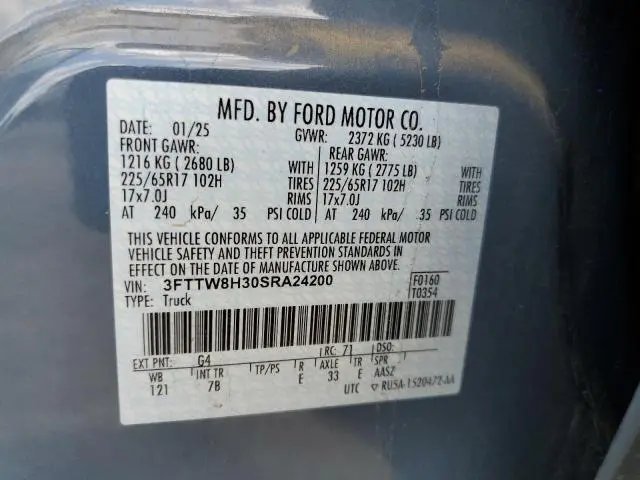 MFD. BY FORD MOTOR CO.
DATE: 01/25 GVWR: 2372 KG ( 5230 LB)
FRONT GAWR: REAR GAWR:
1216 KG ( 2680 LB) WITH 1259 KG ( 2775 LB) WITH
225/65R17 102H TIRES 225/65R17 102H TIRES
17x7.0J RIMS 17x7.0J RIMS
AT 240 kPa/ 35 PSI COLD AT 240 kPa/ 35 PSI COLD
THIS VEHICLE CONFORMS TO ALL APPLICABLE FEDERAL MOTOR
VEHICLE SAFETY AND THEFT PREVENTION STANDARDS IN
EFFECT ON THE DATE OF MANUFACTURE SHOWN ABOVE.
VIN: 3FTTW8H30SRA24200 F0160
TYPE: Truck T0354
EXT PNT: G4 RC: 71 DSO:
WB INT TR TP/PS R AXLE TR SPR
121 7B E 33 E AASZ
UTC RU5A-1520472-AA